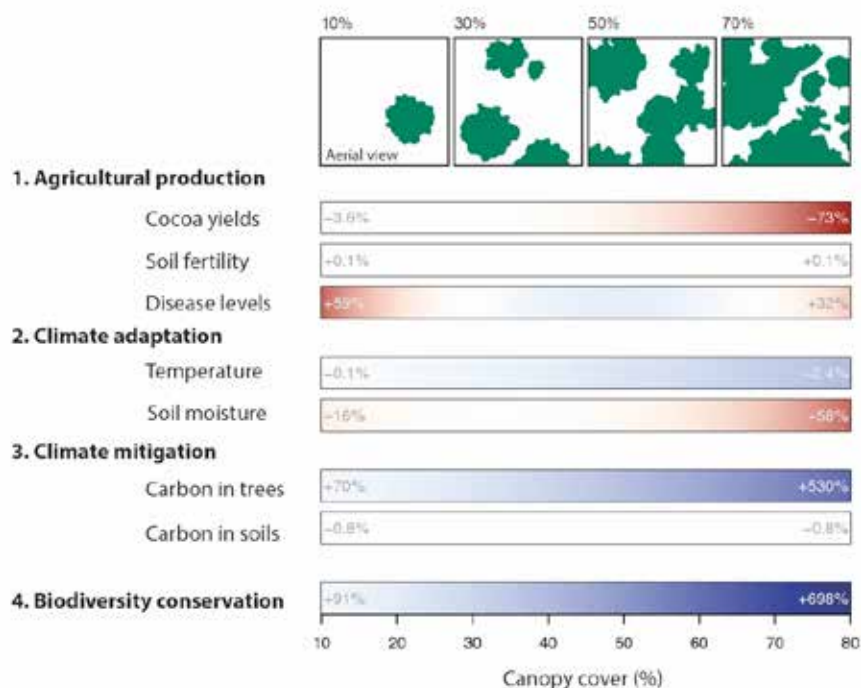 10% 30% 50% 70%
Aerial view
1. Agricultural production
Cocoa yields −3.6% −73%
Soil fertility +0.1% +0.1%
Disease levels +59% +32%
2. Climate adaptation
Temperature −0.1% −2.4%
Soil moisture −16% −58%
3. Climate mitigation
Carbon in trees +70% +530%
Carbon in soils −0.8% −0.8%
4. Biodiversity conservation +91% +698%
10 20 30 40 50 60 70 80
Canopy cover (%)